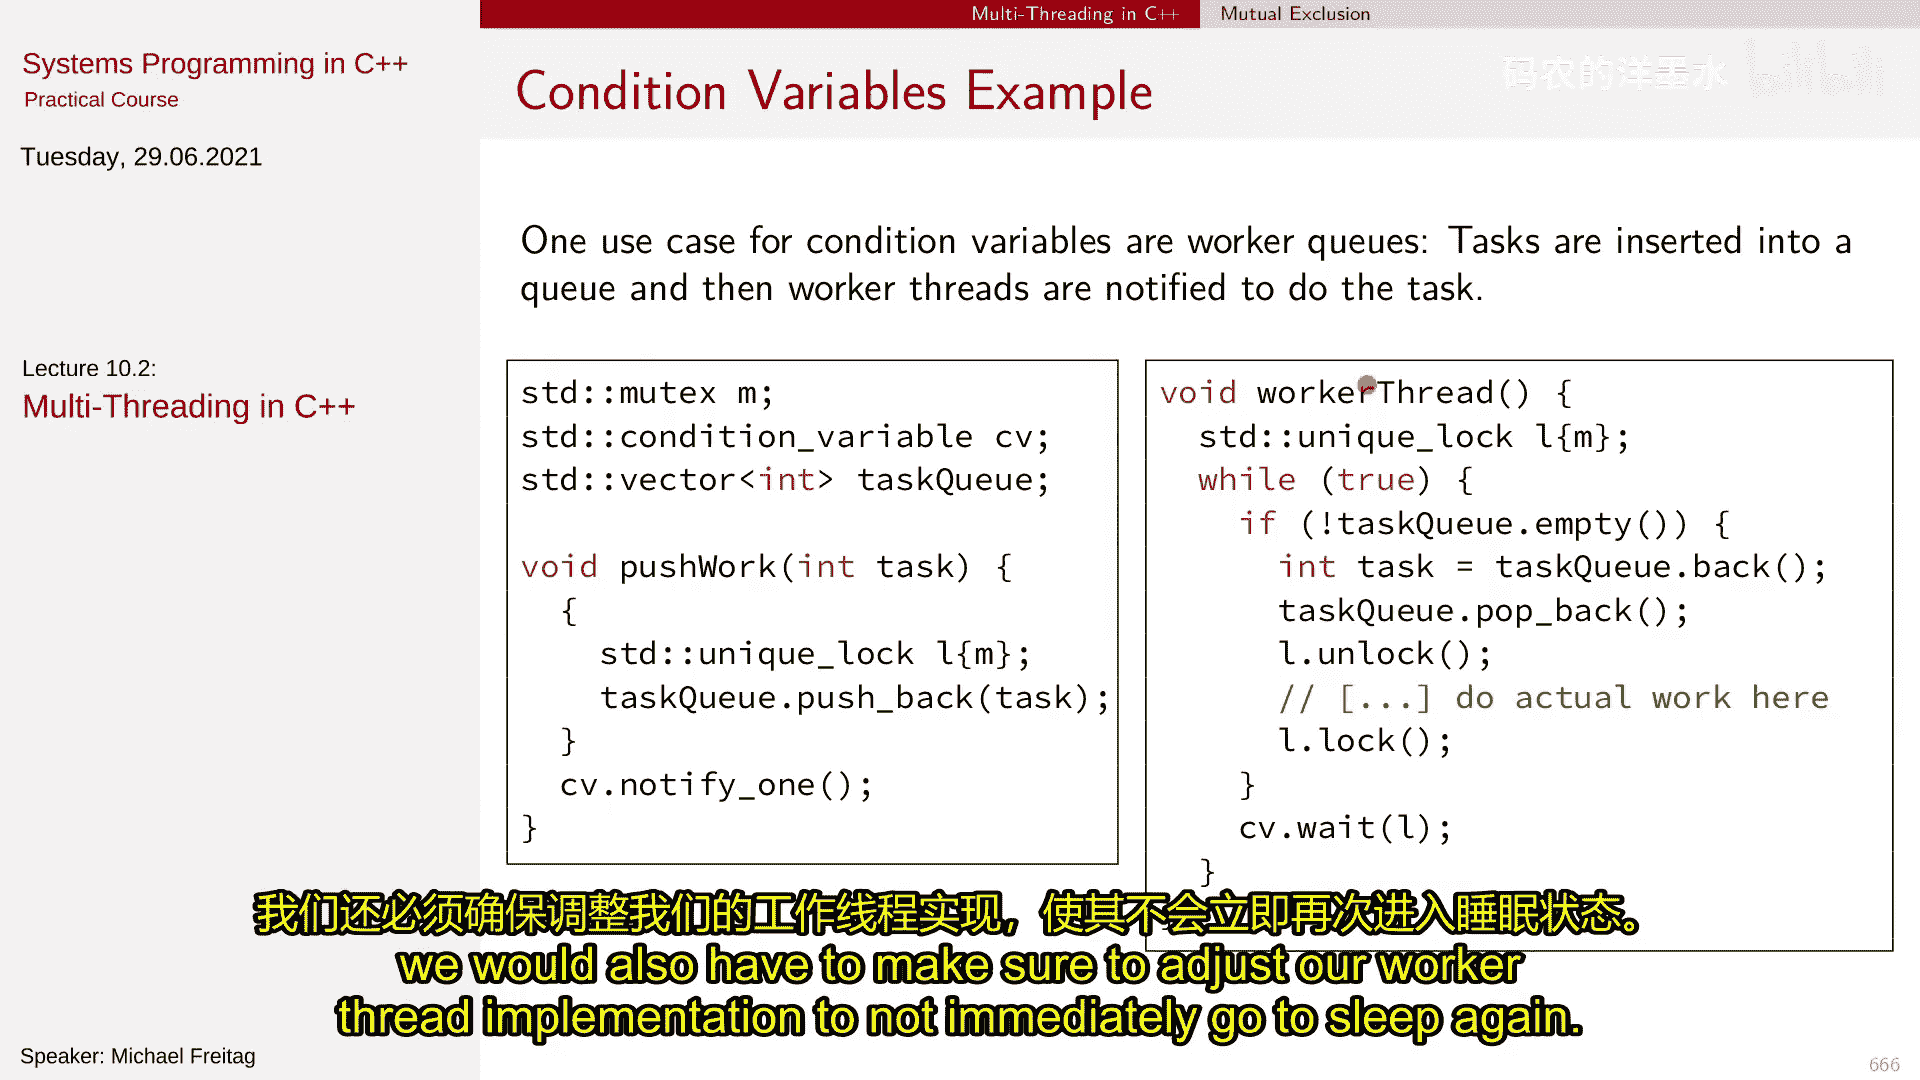 Multi-Threading in C++
Mutual Exclusion
Systems Programming in C++
Practical Course
Tuesday, 29.06.2021
Condition Variables Example
码农的洋墨水 bilibili
One use case for condition variables are worker queues: Tasks are inserted into a
queue and then worker threads are notified to do the task.
Lecture 10.2:
Multi-Threading in C++
std::mutex m;
std::condition_variable cv;
std::vector<int> taskQueue;
void pushWork(int task) {
{
std::unique_lock l{m};
taskQueue.push_back(task);
}
cv.notify_one();
}
void workerThread() {
std::unique_lock l{m};
while (true) {
if (!taskQueue.empty()) {
int task = taskQueue.back();
taskQueue.pop_back();
l.unlock();
// [...] do actual work here
l.lock();
}
cv.wait(l);
}
我们还必须确保调整我们的工作线程实现，使其不会立即再次进入睡眠状态。
we would also have to make sure to adjust our worker
thread implementation to not immediately go to sleep again.
Speaker: Michael Freitag
666